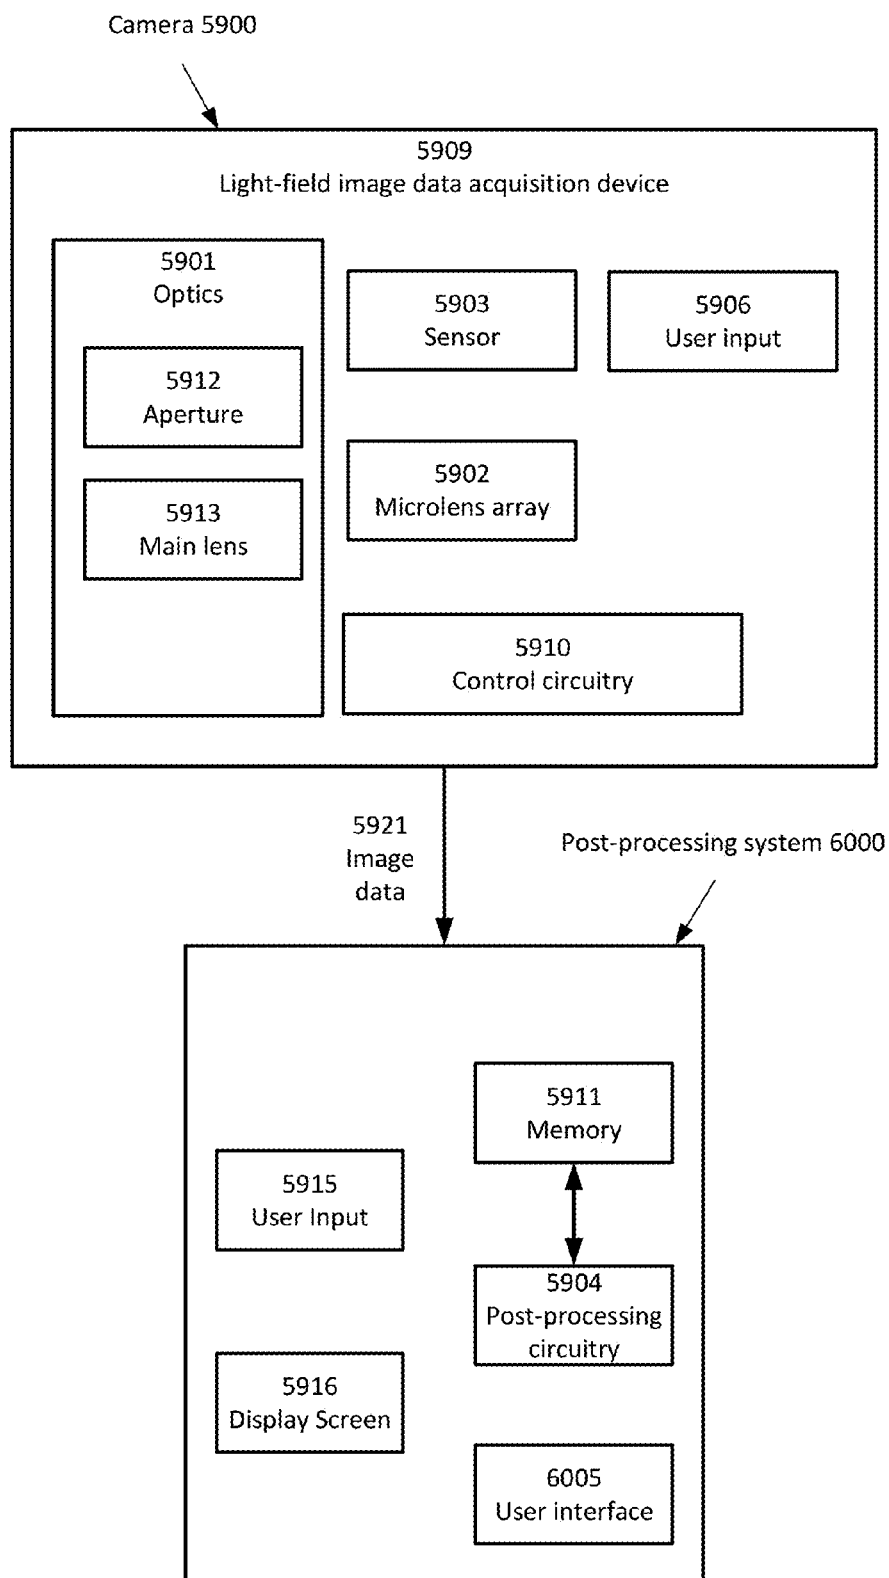 Camera 5900
5909
Light-field image data acquisition device
5901
Optics
5912
Aperture
5913
Main lens
5903
Sensor
5906
User input
5902
Microlens array
5910
Control circuitry
5921
Image
data
Post-processing system 6000
5911
Memory
5915
User Input
5904
Post-processing
circuitry
5916
Display Screen
6005
User interface